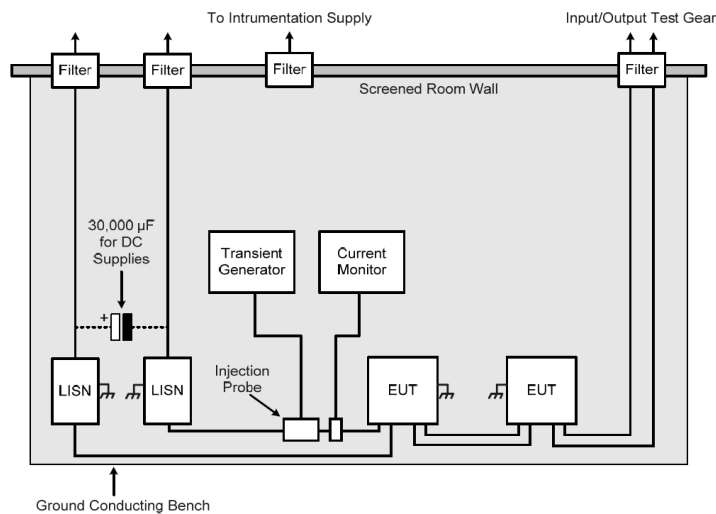 To Intrumentation Supply
Input/Output Test Gear
Filter
Filter
Filter
Filter
Screened Room Wall
30,000 µF
for DC
Supplies
Transient
Generator
Current
Monitor
+
LISN
LISN
Injection
Probe
EUT
EUT
Ground Conducting Bench